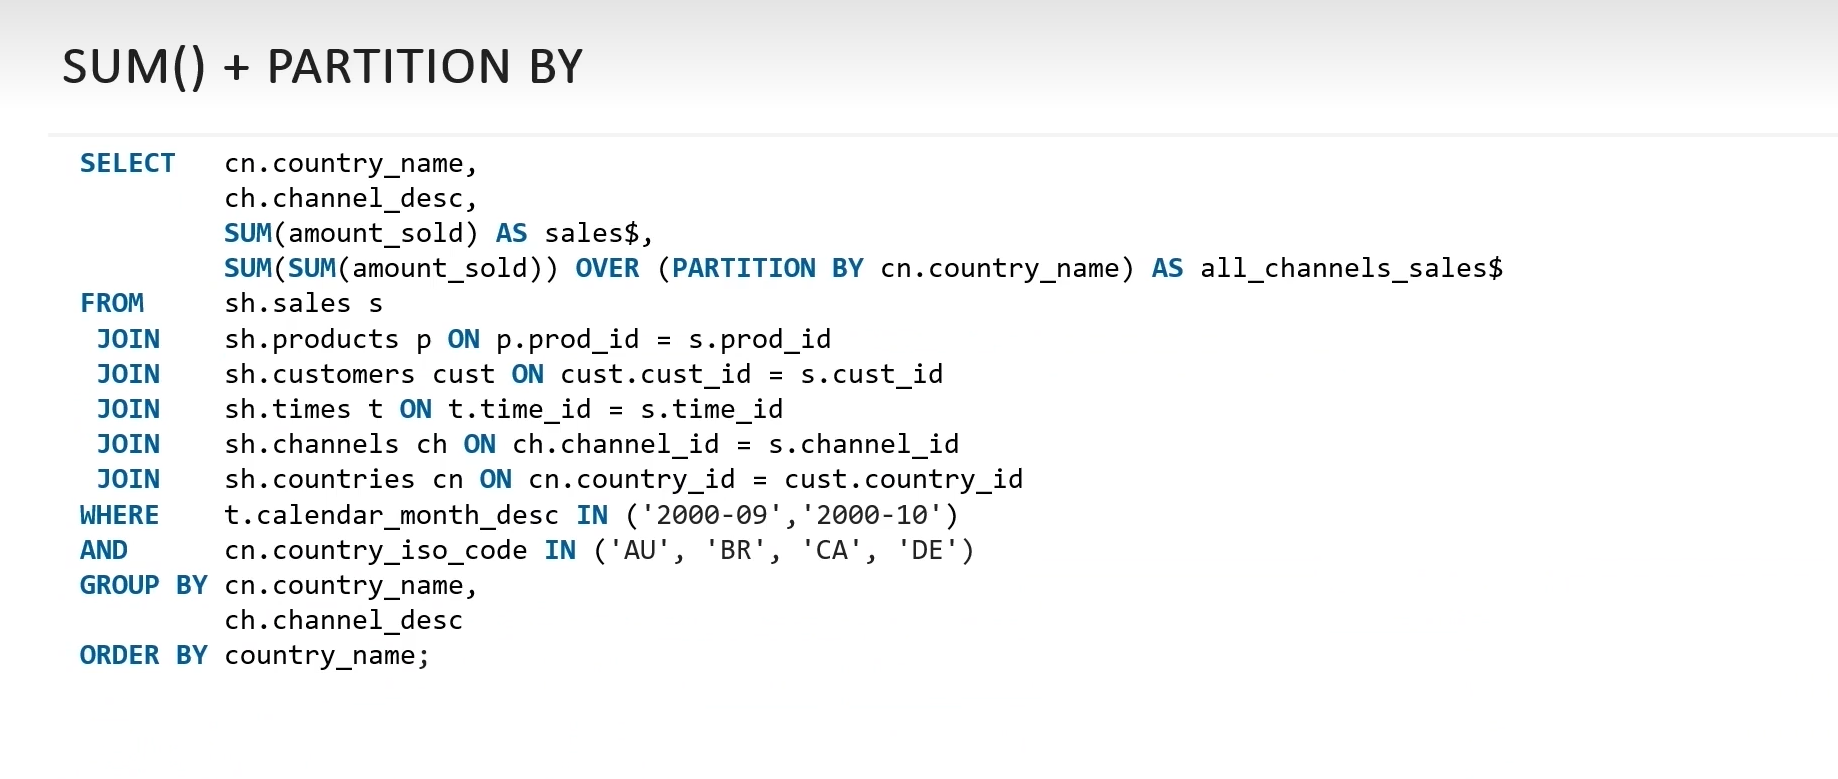 SUM() + PARTITION BY
SELECT cn.country_name,
ch.channel_desc,
SUM(amount_sold) AS sales$,
SUM(SUM(amount_sold)) OVER (PARTITION BY cn.country_name) AS all_channels_sales$
FROM sh.sales s
JOIN sh.products p ON p.prod_id = s.prod_id
JOIN sh.customers cust ON cust.cust_id = s.cust_id
JOIN sh.times t ON t.time_id = s.time_id
JOIN sh.channels ch ON ch.channel_id = s.channel_id
JOIN sh.countries cn ON cn.country_id = cust.country_id
WHERE t.calendar_month_desc IN ('2000-09','2000-10')
AND cn.country_iso_code IN ('AU', 'BR', 'CA', 'DE')
GROUP BY cn.country_name,
ch.channel_desc
ORDER BY country_name;